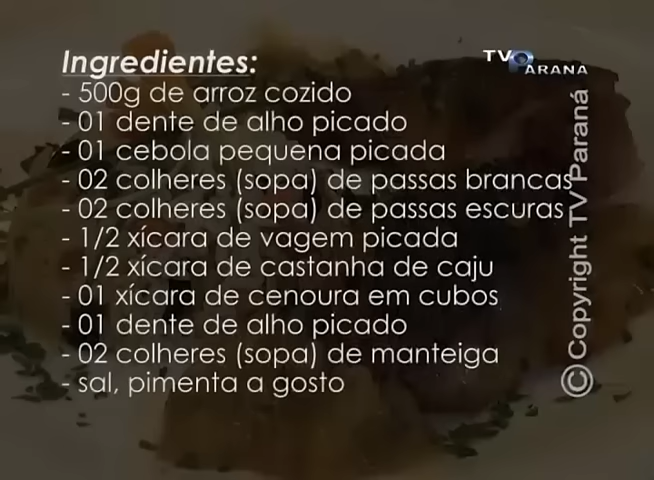 Ingredientes:
- 500g de arroz cozido
- 01 dente de alho picado
- 01 cebola pequena picada
- 02 colheres (sopa) de passas brancas
- 02 colheres (sopa) de passas escuras
- 1/2 xícara de vagem picada
- 1/2 xícara de castanha de caju
- 01 xícara de cenoura em cubos
- 01 dente de alho picado
- 02 colheres (sopa) de manteiga
- sal, pimenta a gosto
TV PARANÁ
© Copyright TV Paraná